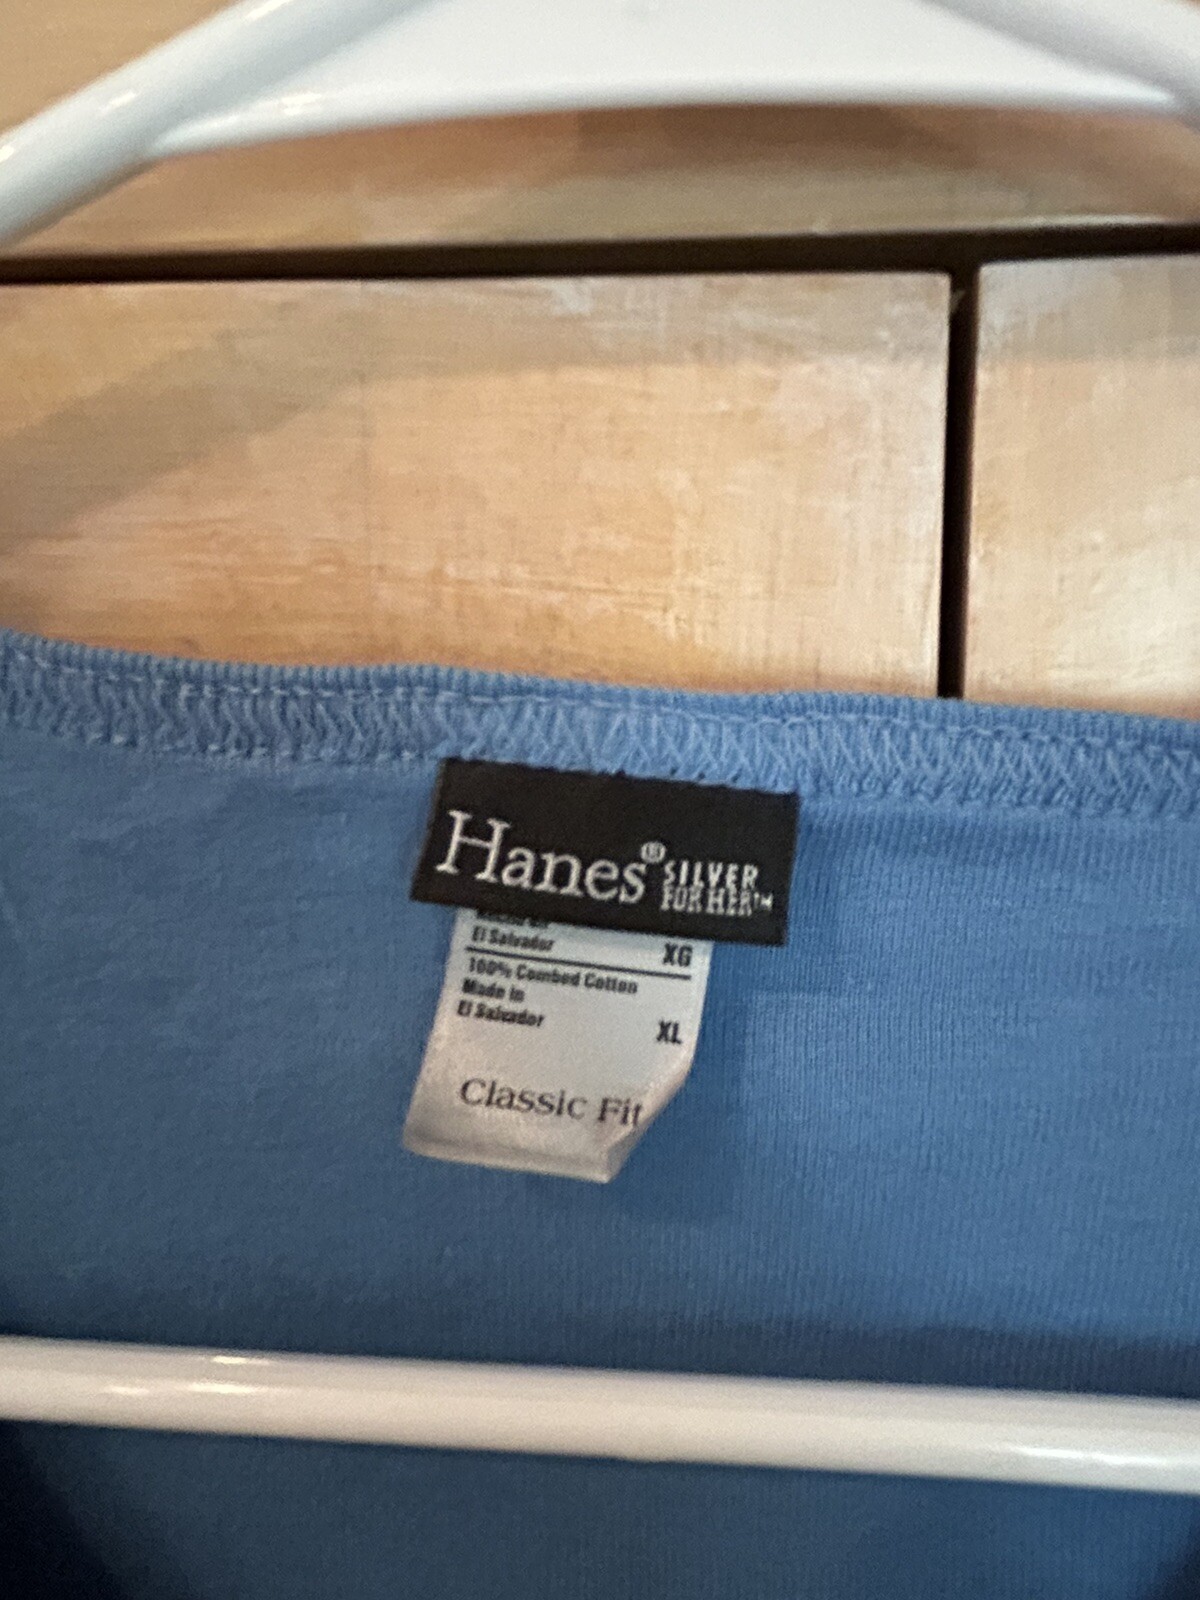 Hanes® SILVER
FOR HER™
El Salvador XG
100% Combed Cotton
Made in
El Salvador XL
Classic Fit